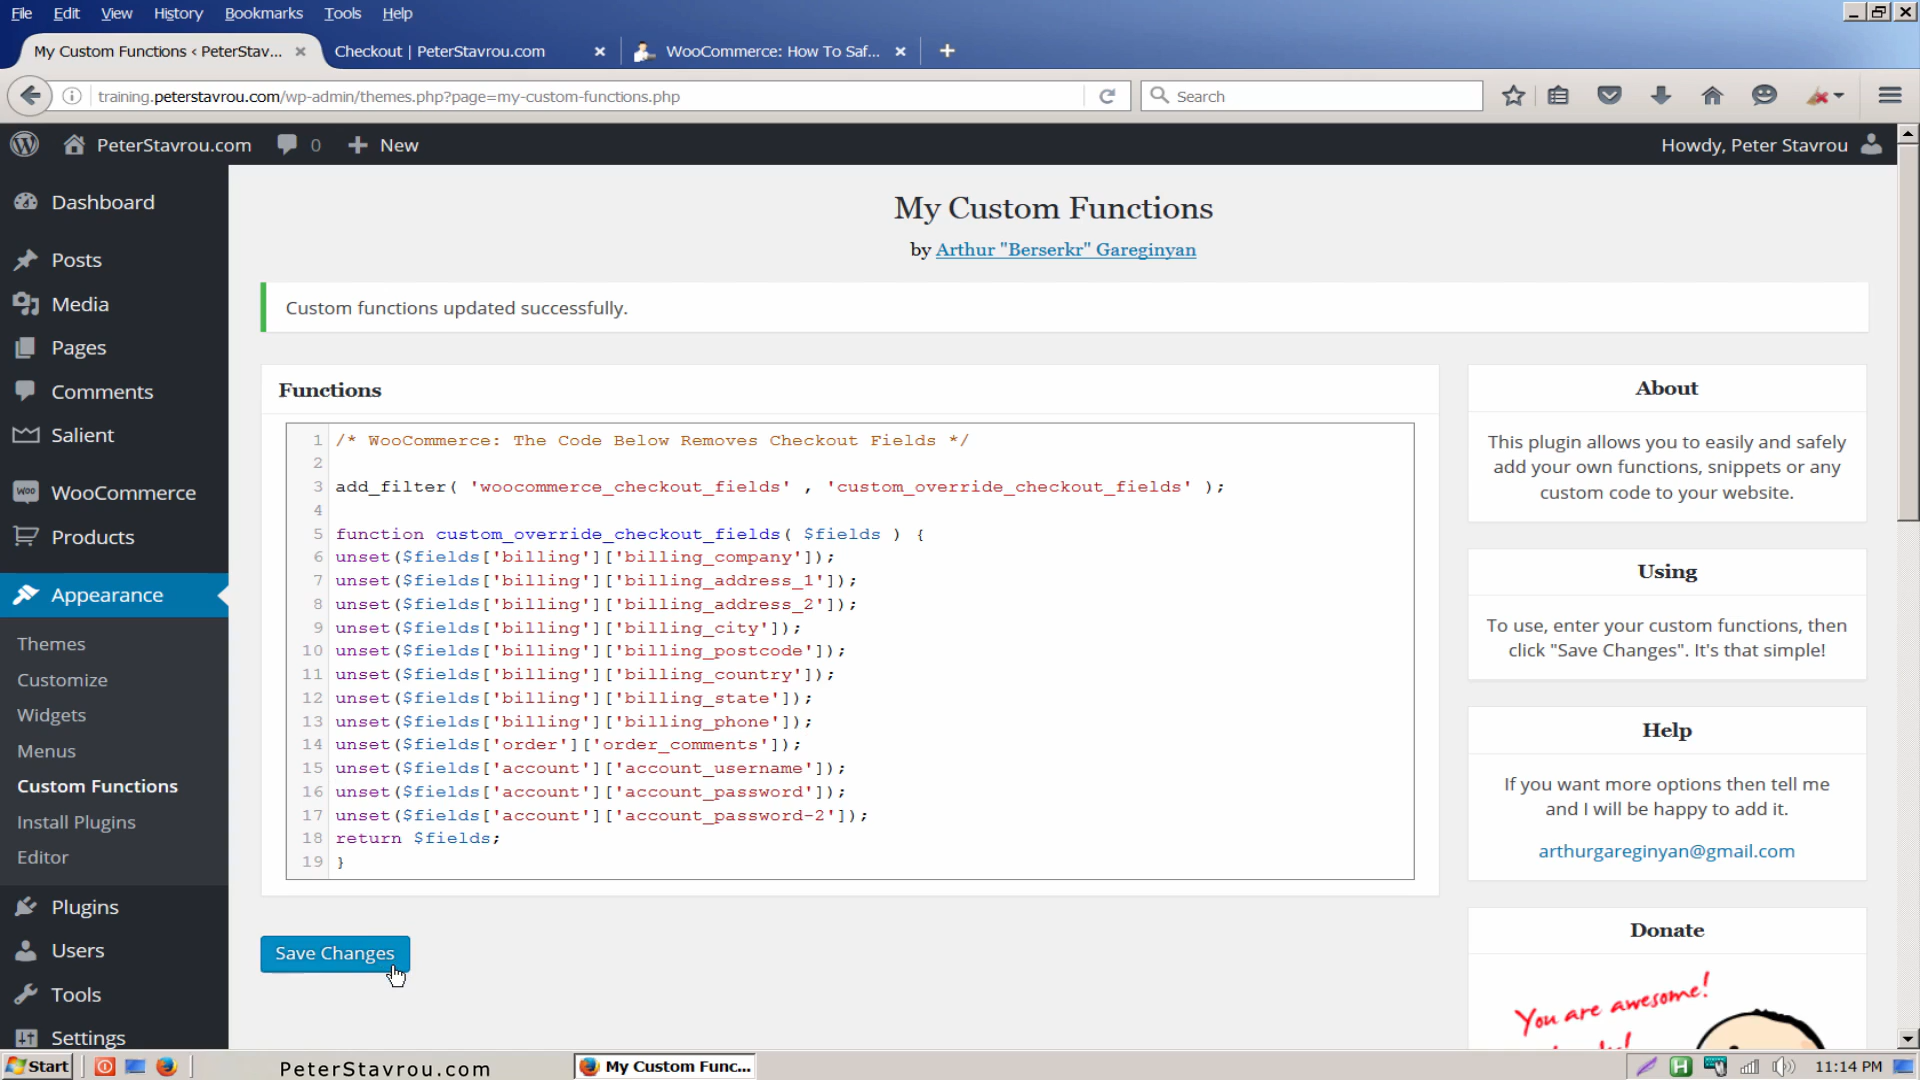 File Edit View History Bookmarks Tools Help
My Custom Functions ‹ PeterStav...
Checkout | PeterStavrou.com
WooCommerce: How To Saf...
training.peterstavrou.com/wp-admin/themes.php?page=my-custom-functions.php
Search
PeterStavrou.com 0 New
Howdy, Peter Stavrou
Dashboard
Posts
Media
Pages
Comments
Salient
WooCommerce
Products
Appearance
Themes
Customize
Widgets
Menus
Custom Functions
Install Plugins
Editor
Plugins
Users
Tools
Settings
My Custom Functions
by Arthur "Berserkr" Gareginyan
Custom functions updated successfully.
Functions
1 /* WooCommerce: The Code Below Removes Checkout Fields */
2
3 add_filter( 'woocommerce_checkout_fields' , 'custom_override_checkout_fields' );
4
5 function custom_override_checkout_fields( $fields ) {
6 unset($fields['billing']['billing_company']);
7 unset($fields['billing']['billing_address_1']);
8 unset($fields['billing']['billing_address_2']);
9 unset($fields['billing']['billing_city']);
10 unset($fields['billing']['billing_postcode']);
11 unset($fields['billing']['billing_country']);
12 unset($fields['billing']['billing_state']);
13 unset($fields['billing']['billing_phone']);
14 unset($fields['order']['order_comments']);
15 unset($fields['account']['account_username']);
16 unset($fields['account']['account_password']);
17 unset($fields['account']['account_password-2']);
18 return $fields;
19 }
Save Changes
About
This plugin allows you to easily and safely
add your own functions, snippets or any
custom code to your website.
Using
To use, enter your custom functions, then
click "Save Changes". It's that simple!
Help
If you want more options then tell me
and I will be happy to add it.
arthurgareginyan@gmail.com
Donate
You are awesome!
Start
PeterStavrou.com
My Custom Func...
11:14 PM